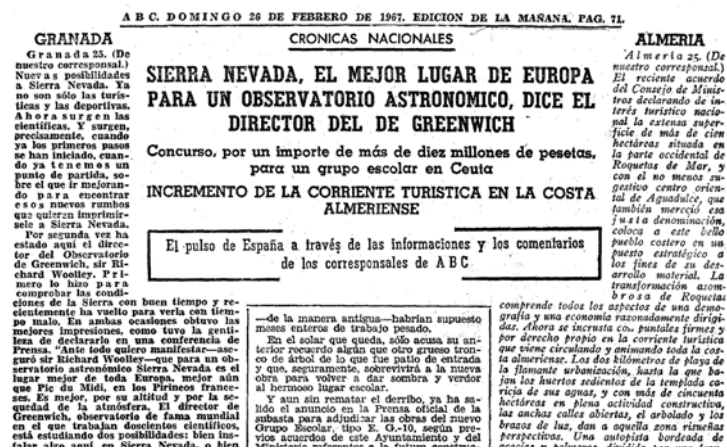 ABC. DOMINGO 26 DE FEBRERO DE 1967. EDICION DE LA MAÑANA. PAG. 71.
GRANADA
Granada 25. (De
nuestro corresponsal.)
Nuevas posibilidades
a Sierra Nevada. Ya
no son sólo las turís-
ticas y las deportivas.
Ahora surgen las
científicas. Y surgen,
precisamente, cuando
ya los primeros pasos
se han iniciado, cuan-
do ya tenemos un
punto de partida, so-
bre el que ir mejoran-
do para encontrar
esos nuevos rumbos
que quieran imprimír-
sele a Sierra Nevada.
Por segunda vez ha
estado aquí el direc-
tor del Observatorio
de Greenwich, sir Ri-
chard Woolley. Pri-
mero lo hizo para
comprobar las condi-
ciones de la Sierra con buen tiempo y re-
cientemente ha vuelto para verla con tiem-
po malo. En ambas ocasiones obtuvo las
mejores impresiones, como tuvo la genti-
leza de declararlo en una conferencia de
Prensa. "Ante todo quiero manifestar—ase-
guró sir Richard Woolley—que para un ob-
servatorio astronómico Sierra Nevada es el
lugar mejor de toda Europa, mejor aún
que Pic du Midi, en los Pirineos france-
ses. Es mejor, por su altitud y por la se-
quedad de la atmósfera. El director de
Greenwich, observatorio de fama mundial
en el que trabajan doscientos científicos,
está estudiando dos posibilidades: bien ins-
talar algo aquí, en Sierra Nevada, o bien
CRONICAS NACIONALES
SIERRA NEVADA, EL MEJOR LUGAR DE EUROPA
PARA UN OBSERVATORIO ASTRONOMICO, DICE EL
DIRECTOR DEL DE GREENWICH
Concurso, por un importe de más de diez millones de pesetas,
para un grupo escolar en Ceuta
INCREMENTO DE LA CORRIENTE TURISTICA EN LA COSTA
ALMERIENSE
El pulso de España a través de las informaciones y los comentarios
de los corresponsales de ABC
—de la manera antigua—habrían supuesto
meses enteros de trabajo pesado.
En el solar que queda, sólo acusa su an-
terior recuerdo algún que otro grueso tron-
co de árbol de lo que fue patio de entrada
y que, seguramente, sobrevivirá a la nueva
obra para volver a dar sombra y verdor
al hermoso lugar escolar.
Y aun sin rematar el derribo, ya ha sa-
lido el anuncio en la Prensa oficial de la
subasta para adjudicar las obras del nuevo
Grupo Escolar, tipo E. O.-10, según pre-
vios acuerdos de este Ayuntamiento y del
ALMERIA
Almería 25. (De
nuestro corresponsal.)
El reciente acuerdo
del Consejo de Minis-
tros declarando de in-
terés turístico nacio-
nal la extensa super-
ficie de más de cien
hectáreas situada en
la parte occidental de
Roquetas de Mar, y
con el no menos su-
gestivo centro orien-
tal de Aguadulce, que
también mereció en
justa denominación,
coloca a este bello
pueblo costero en un
puesto estratégico a
los fines de su des-
arrollo material. La
transformación asom-
brosa de Roquetas
comprende todos los aspectos de una demo-
grafía y una economía razonadamente dirigi-
das. Ahora se incrusta con puntales firmes y
por derecho propio en la corriente turística
que viene circulando y animando toda la cos-
ta almeriense. Los dos kilómetros de playa de
la flamante urbanización, hasta la que ba-
jan los huertos sedientos de la templada ca-
ricia de sus aguas, y con más de cincuenta
hectáreas en plena actividad constructiva,
las anchas calles abiertas, el arbolado y los
brazos de luz, dan a aquella zona risueñas
perspectivas. Una autopista bordeada